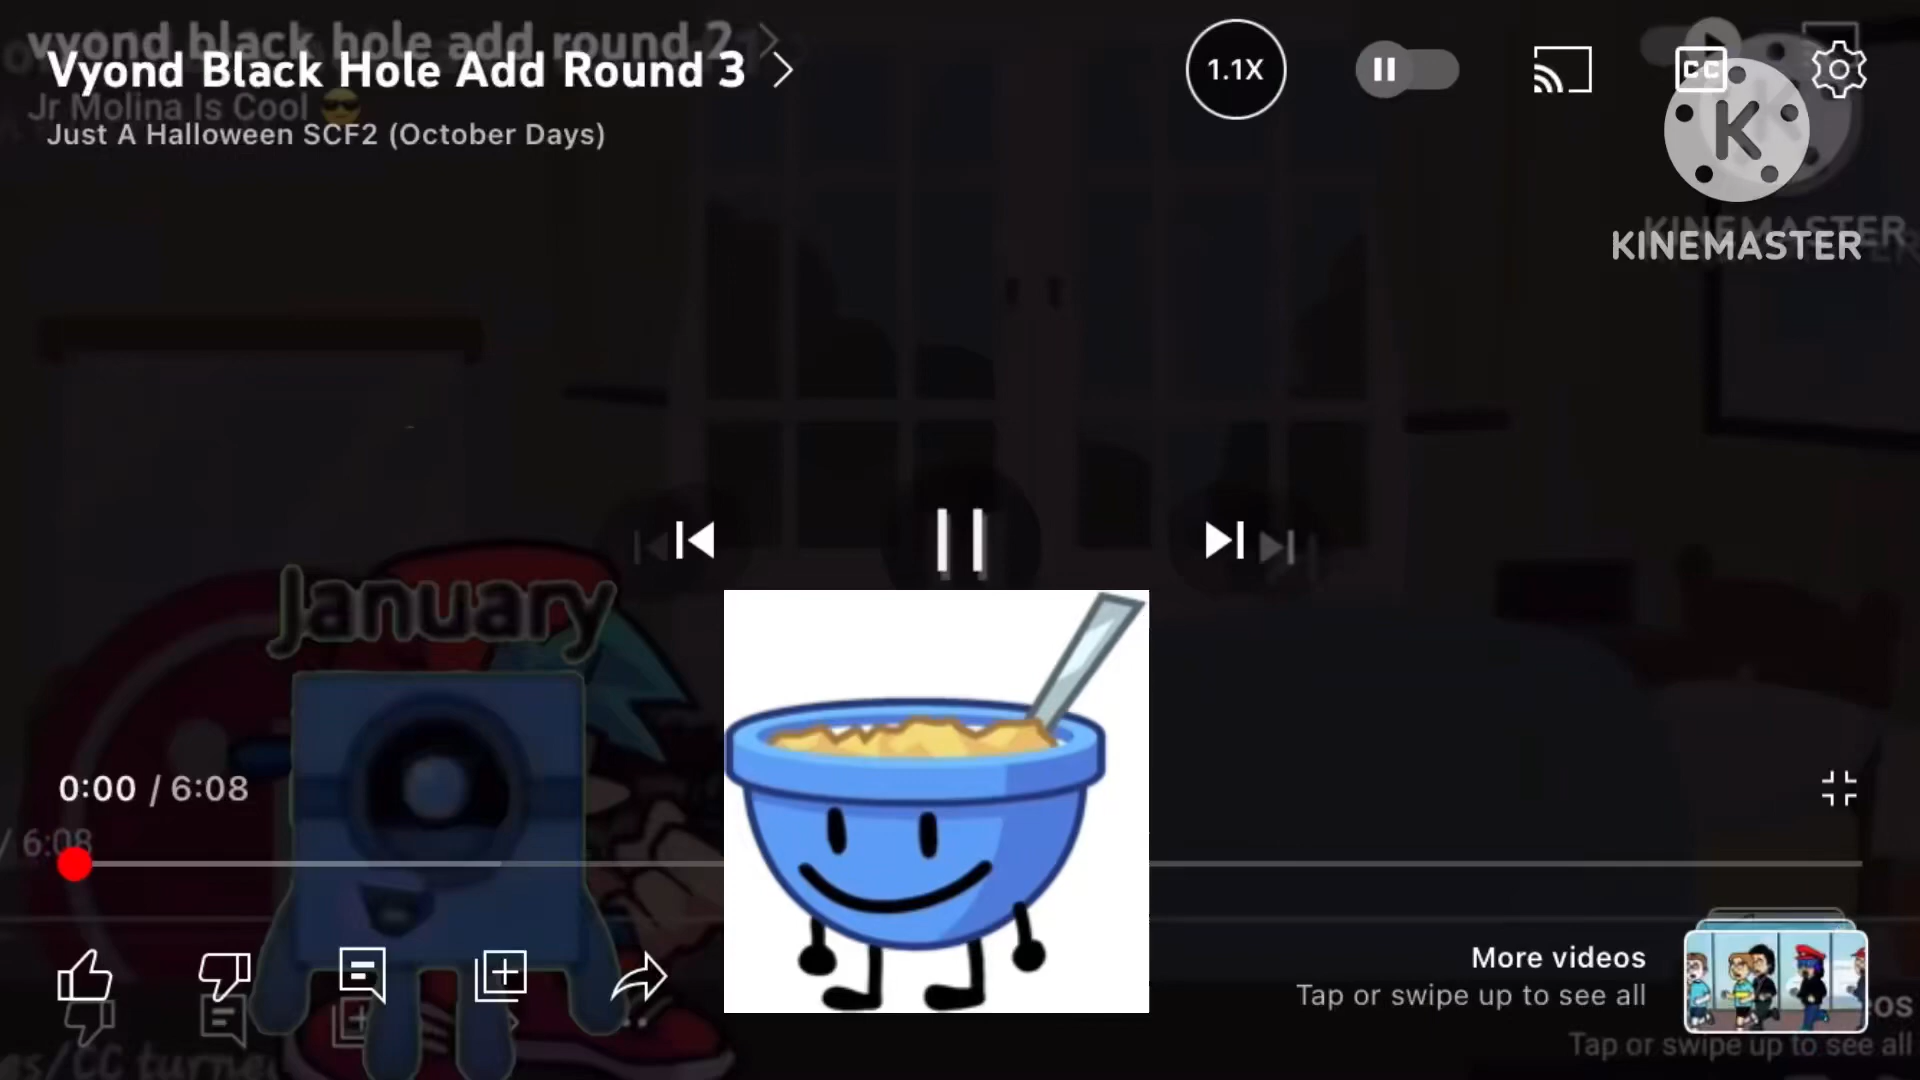 vyond black hole add round 2
Vyond Black Hole Add Round 3
Jr Molina Is Cool 😎
Just A Halloween SCF2 (October Days)
1.1X
CC
K
KINEMASTER
KINEMASTER
January
0:00 / 6:08
/ 6:08
More videos
Tap or swipe up to see all
Tap or swipe up to see all